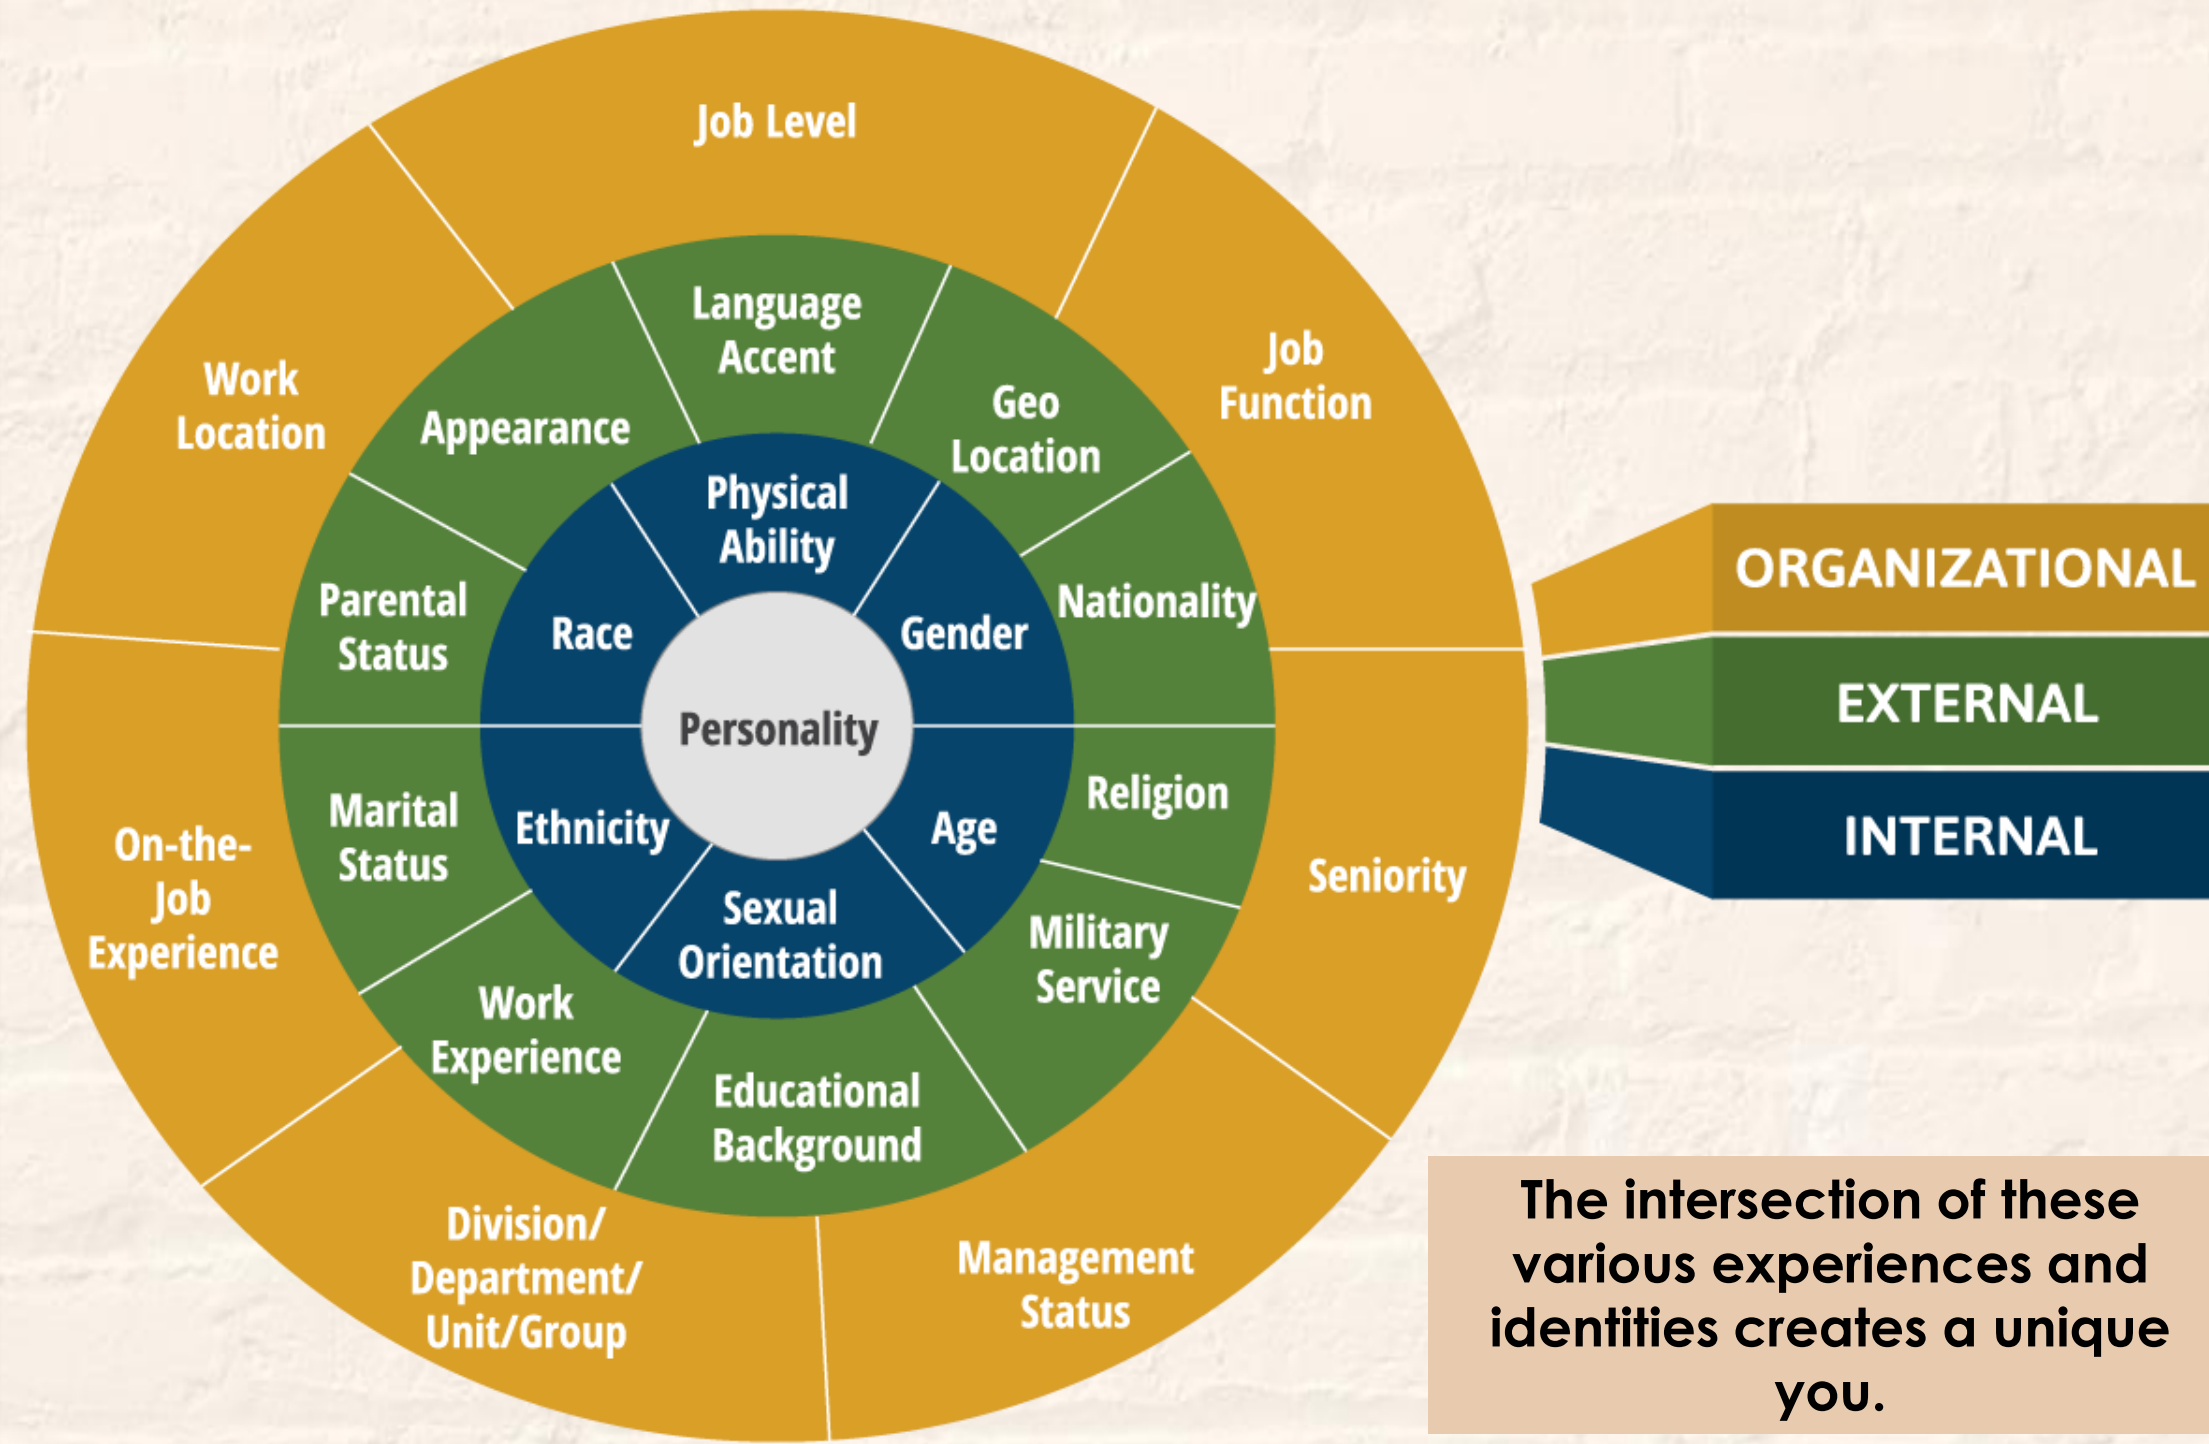 Job Level
Job
Function
Seniority
Management
Status
Division/
Department/
Unit/Group
On-the-
Job
Experience
Work
Location
Language
Accent
Geo
Location
Nationality
Religion
Military
Service
Educational
Background
Work
Experience
Marital
Status
Parental
Status
Appearance
Physical
Ability
Gender
Age
Sexual
Orientation
Ethnicity
Race
Personality
ORGANIZATIONAL
EXTERNAL
INTERNAL
The intersection of these
various experiences and
identities creates a unique
you.